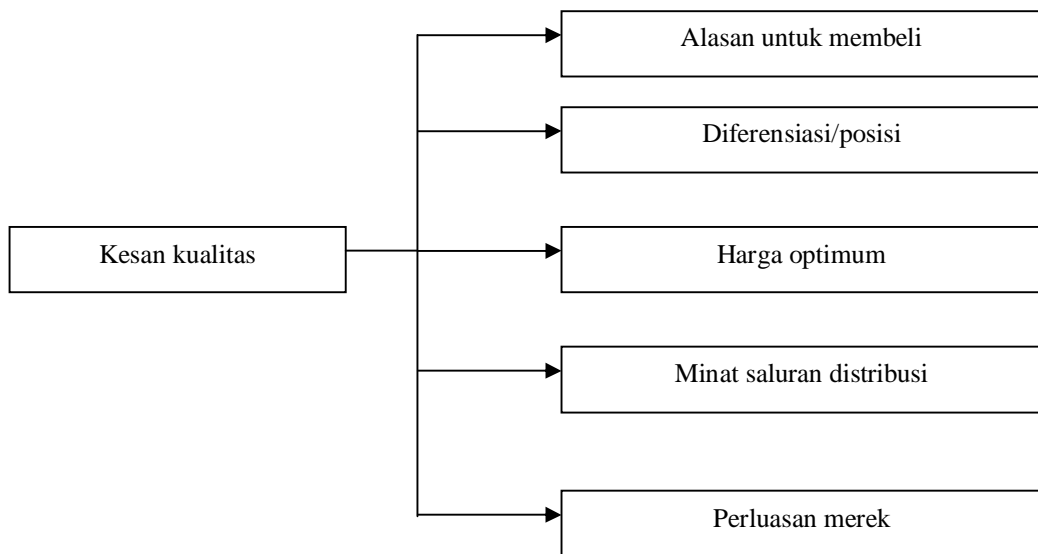 Alasan untuk membeli
Diferensiasi/posisi
Kesan kualitas
Harga optimum
Minat saluran distribusi
Perluasan merek